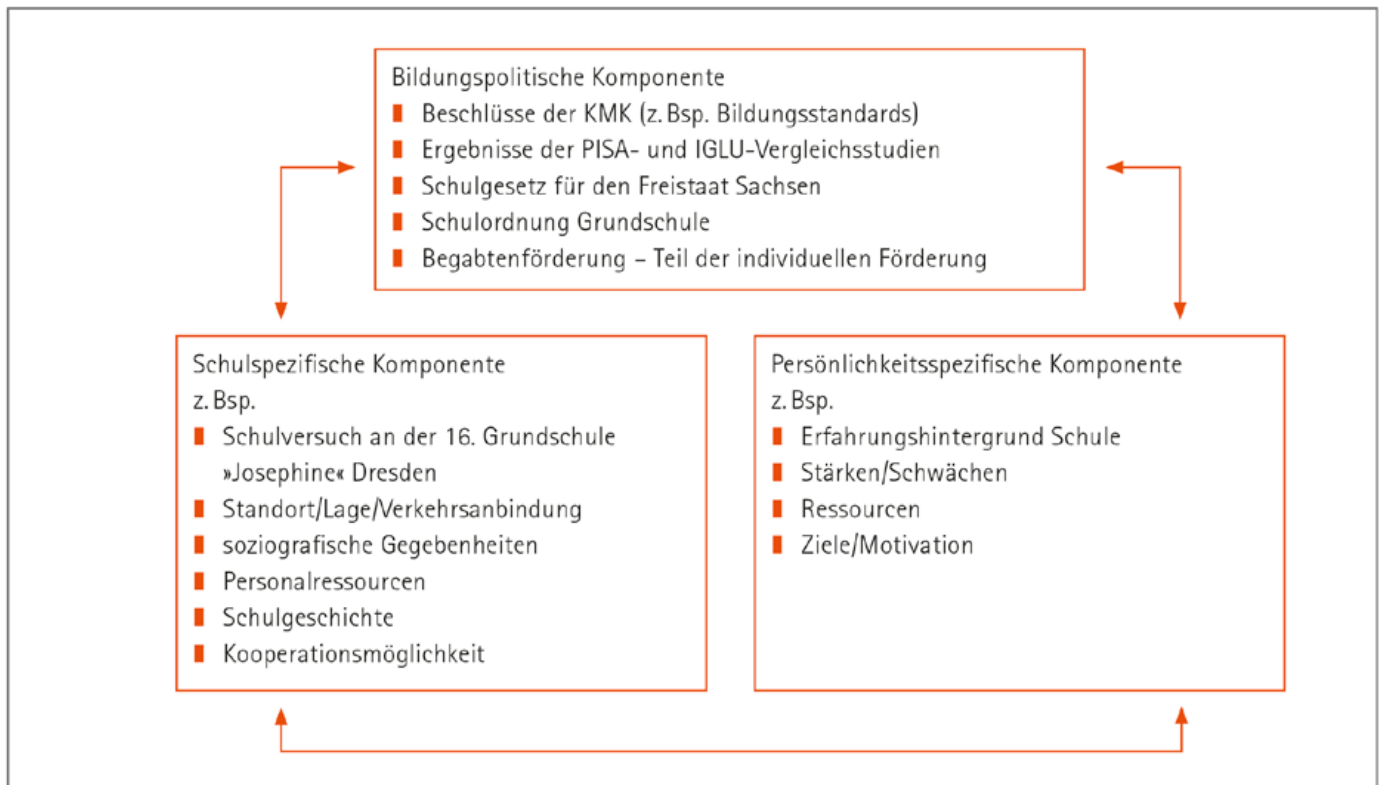 Bildungspolitische Komponente
Beschlüsse der KMK (z. Bsp. Bildungsstandards)
Ergebnisse der PISA- und IGLU-Vergleichsstudien
Schulgesetz für den Freistaat Sachsen
Schulordnung Grundschule
Begabtenförderung – Teil der individuellen Förderung
Schulspezifische Komponente
z. Bsp.
Schulversuch an der 16. Grundschule
»Josephine« Dresden
Standort/Lage/Verkehrsanbindung
soziografische Gegebenheiten
Personalressourcen
Schulgeschichte
Kooperationsmöglichkeit
Persönlichkeitsspezifische Komponente
z. Bsp.
Erfahrungshintergrund Schule
Stärken/Schwächen
Ressourcen
Ziele/Motivation